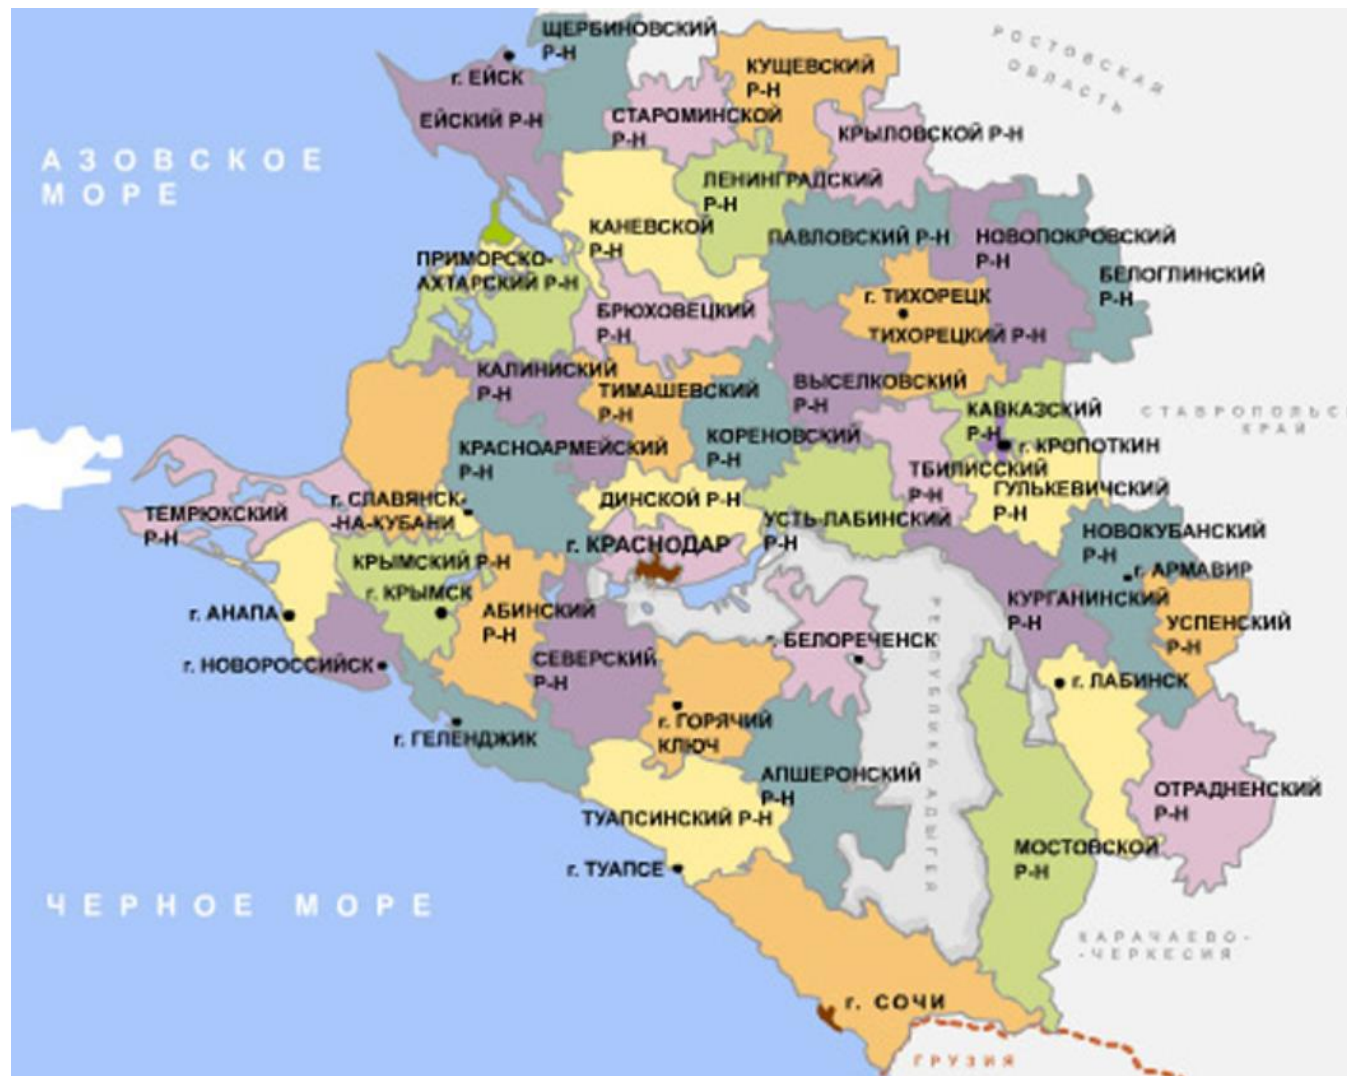 ЩЕРБИНОВСКИЙ
Р-Н
г. ЕЙСК
ЕЙСКИЙ Р-Н
КУЩЕВСКИЙ
Р-Н
РОСТОВСКАЯ
ОБЛАСТЬ
СТАРОМИНСКОЙ
Р-Н
КРЫЛОВСКОЙ Р-Н
АЗОВСКОЕ
МОРЕ
ЛЕНИНГРАДСКИЙ
Р-Н
КАНЕВСКОЙ
Р-Н
ПАВЛОВСКИЙ Р-Н
НОВОПОКРОВСКИЙ
Р-Н
ПРИМОРСКО-
АХТАРСКИЙ Р-Н
БЕЛОГЛИНСКИЙ
Р-Н
г. ТИХОРЕЦК
ТИХОРЕЦКИЙ Р-Н
БРЮХОВЕЦКИЙ
Р-Н
КАЛИНИСКИЙ
Р-Н
ТИМАШЕВСКИЙ
Р-Н
ВЫСЕЛКОВСКИЙ
Р-Н
КАВКАЗСКИЙ
Р-Н
СТАВРОПОЛЬС
КРАЙ
КРАСНОАРМЕЙСКИЙ
Р-Н
КОРЕНОВСКИЙ
Р-Н
г. КРОПОТКИН
ТБИЛИССКИЙ
Р-Н
ГУЛЬКЕВИЧСКИЙ
Р-Н
ТЕМРЮКСКИЙ
Р-Н
г. СЛАВЯНСК-
-НА-КУБАНИ
ДИНСКОЙ Р-Н
УСТЬ-ЛАБИНСКИЙ
Р-Н
НОВОКУБАНСКИЙ
Р-Н
г. КРАСНОДАР
КРЫМСКИЙ Р-Н
г. КРЫМСК
г. АРМАВИР
г. АНАПА
АБИНСКИЙ
Р-Н
КУРГАНИНСКИЙ
Р-Н
УСПЕНСКИЙ
Р-Н
г. БЕЛОРЕЧЕНСК
РЕСПУБЛИКА АДЫГЕЯ
г. НОВОРОССИЙСК
СЕВЕРСКИЙ
Р-Н
г. ЛАБИНСК
г. ГОРЯЧИЙ
КЛЮЧ
г. ГЕЛЕНДЖИК
АПШЕРОНСКИЙ
Р-Н
ОТРАДНЕНСКИЙ
Р-Н
ТУАПСИНСКИЙ Р-Н
МОСТОВСКОЙ
Р-Н
г. ТУАПСЕ
ЧЕРНОЕ МОРЕ
КАРАЧАЕВО-
-ЧЕРКЕСИЯ
г. СОЧИ
ГРУЗИЯ